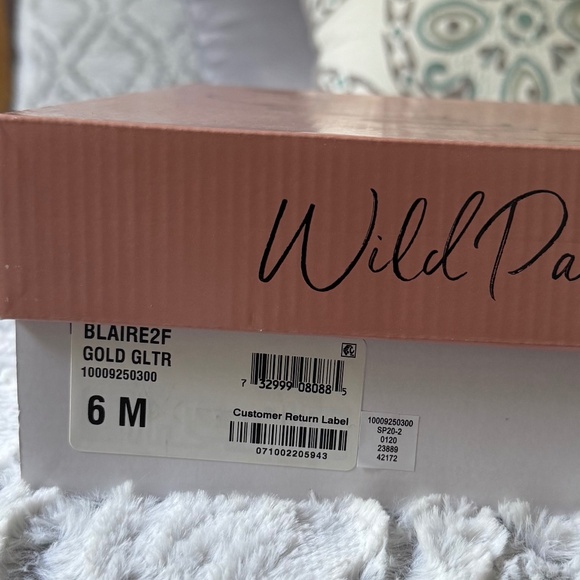 Wild Pa
BLAIRE2F
GOLD GLTR
10009250300
6 M
7 32999 08088 5
Customer Return Label
071002205943
10009250300
SP20-2
0120
23889
42172